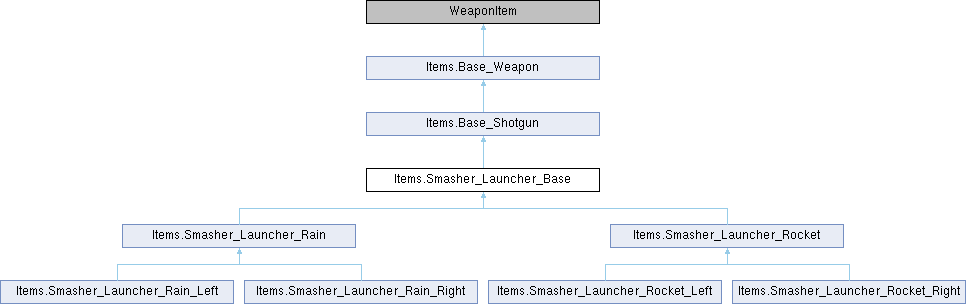 WeaponItem
Items.Base_Weapon
Items.Base_Shotgun
Items.Smasher_Launcher_Base
Items.Smasher_Launcher_Rain
Items.Smasher_Launcher_Rocket
Items.Smasher_Launcher_Rain_Left
Items.Smasher_Launcher_Rain_Right
Items.Smasher_Launcher_Rocket_Left
Items.Smasher_Launcher_Rocket_Right